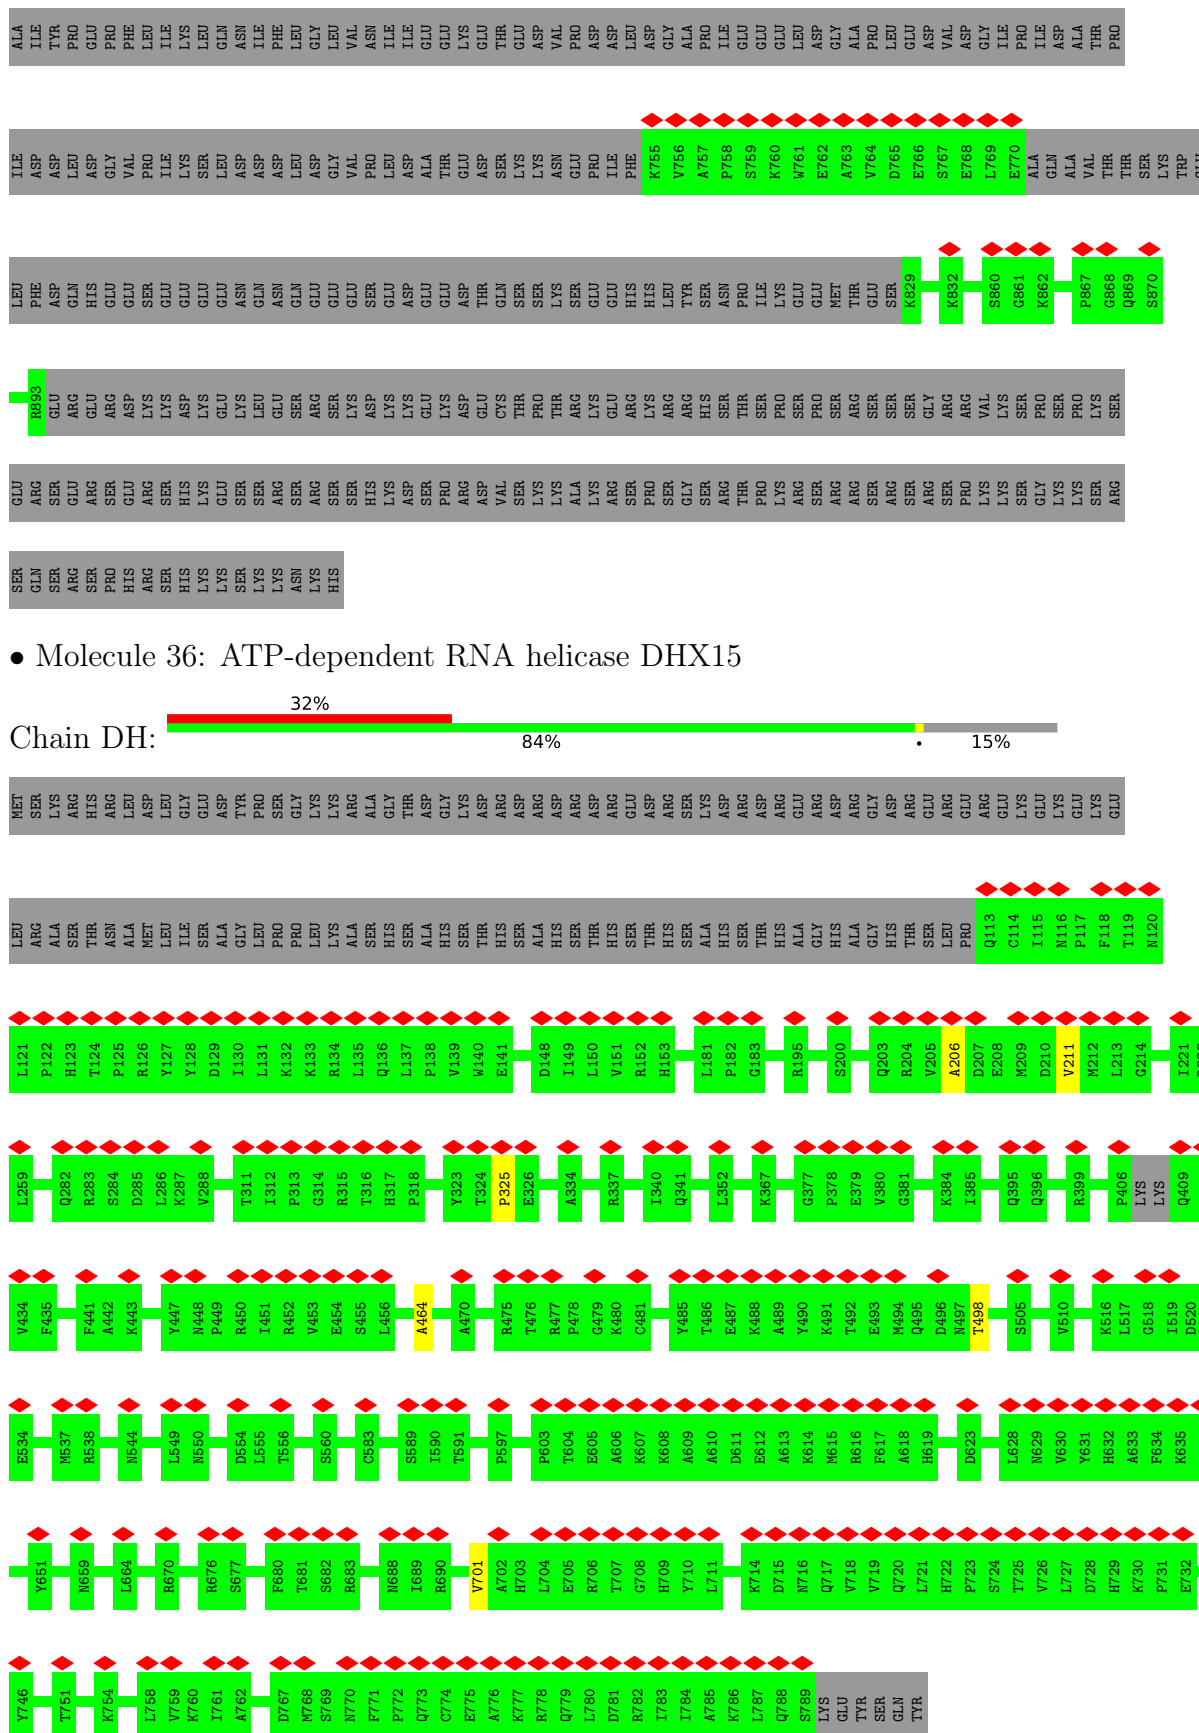 ALA ILE TYR PRO GLU PRO PHE LEU ILE LYS LEU GLN ASN ILE PHE LEU GLY LEU VAL ASN ILE ILE GLU GLU LYS GLU THR GLU ASP VAL PRO ASP ASP LEU ASP GLY ALA PRO ILE GLU GLU GLU LEU ASP GLY ALA PRO LEU GLU ASP VAL ASP GLY ILE PRO ILE ASP ALA THR PRO
ILE ASP ASP LEU ASP GLY VAL PRO ILE LYS SER LEU ASP ASP ASP LEU ASP GLY VAL PRO LEU ASP ALA THR GLU ASP SER LYS LYS ASN GLU PRO ILE PHE K755 V756 A757 P758 S759 K760 W761 E762 A763 V764 D765 E766 S767 E768 L769 E770 ALA GLN ALA VAL THR THR SER LYS TRP
LEU PHE ASP GLN HIS GLU GLU SER GLU GLU GLU GLU ASN GLN ASN GLN GLU GLU GLU SER GLU ASP GLU GLU ASP THR GLN SER SER LYS SER GLU GLU HIS HIS LEU TYR SER ASN PRO ILE LYS GLU GLU MET THR GLU SER K829 K832 S860 G861 K862 P867 G868 Q869 S870
R893 GLU ARG GLU ARG ASP LYS LYS ASP LYS GLU LYS LEU GLU SER ARG SER LYS ASP LYS LYS GLU LYS ASP GLU CYS THR PRO THR ARG LYS GLU ARG LYS ARG ARG HIS SER THR SER PRO SER PRO SER ARG SER SER SER GLY ARG ARG VAL LYS SER PRO SER PRO LYS SER
GLU ARG SER GLU ARG SER GLU ARG SER HIS LYS GLU SER SER ARG SER ARG SER SER HIS LYS ASP SER PRO ARG ASP VAL SER LYS LYS ALA LYS ARG SER PRO SER GLY SER ARG THR PRO LYS ARG SER ARG ARG SER ARG SER ARG SER PRO LYS LYS SER GLY LYS LYS SER ARG
SER GLN SER ARG SER PRO HIS ARG SER HIS LYS LYS SER LYS LYS ASN LYS HIS
• Molecule 36: ATP-dependent RNA helicase DHX15
32%
Chain DH:
84% • 15%
MET SER LYS ARG HIS ARG LEU ASP LEU GLY GLU ASP TYR PRO SER GLY LYS LYS ARG ALA GLY THR ASP GLY LYS ASP ARG ASP ARG ASP ARG ASP ARG GLU ASP ARG SER LYS ASP ARG ASP ARG GLU ARG ASP ARG GLY ASP ARG GLU ARG GLU ARG GLU LYS GLU LYS GLU LYS GLU
LEU ARG ALA SER THR ASN ALA MET LEU ILE SER ALA GLY LEU PRO PRO LEU LYS ALA SER HIS SER ALA HIS SER THR HIS SER ALA HIS SER THR HIS SER THR HIS SER ALA HIS SER THR HIS ALA GLY HIS ALA GLY HIS THR SER LEU PRO Q113 C114 I115 N116 P117 F118 T119 N120
L121 P122 H123 T124 P125 R126 Y127 Y128 D129 I130 L131 K132 K133 R134 L135 Q136 L137 P138 V139 W140 E141 D148 I149 L150 V151 R152 H153 L181 P182 G183 R195 S200 Q203 R204 V205 A206 D207 E208 M209 D210 V211 M212 L213 G214 I221
L259 Q282 R283 S284 D285 L286 K287 V288 T311 I312 P313 G314 R315 T316 H317 P318 Y323 T324 P325 E326 A334 R337 I340 Q341 L352 K367 G377 P378 E379 V380 G381 K384 I385 Q395 Q396 R399 P406 LYS LYS Q409
V434 F435 F441 A442 K443 Y447 N448 P449 R450 I451 R452 V453 E454 S455 L456 A464 A470 R475 T476 R477 P478 G479 K480 C481 Y485 T486 E487 K488 A489 Y490 K491 T492 E493 M494 Q495 D496 N497 T498 S505 V510 K516 L517 G518 I519 D520
E534 M537 R538 N544 L549 N550 D554 L555 T556 S560 C583 S589 I590 T591 P597 P603 T604 E605 A606 K607 K608 A609 A610 D611 E612 A613 K614 M615 R616 F617 A618 H619 D623 L628 N629 V630 Y631 H632 A633 F634 K635
Y651 N659 L664 R670 R676 S677 F680 T681 S682 R683 N688 I689 R690 V701 A702 H703 L704 E705 R706 T707 G708 H709 Y710 L711 K714 D715 N716 Q717 V718 V719 Q720 L721 H722 P723 S724 T725 V726 L727 D728 H729 K730 P731 E732
Y746 T751 K754 L758 V759 K760 I761 A762 D767 M768 S769 N770 F771 P772 Q773 C774 E775 A776 K777 R778 Q779 L780 D781 R782 I783 I784 A785 K786 L787 Q788 S789 LYS GLU TYR SER GLN TYR